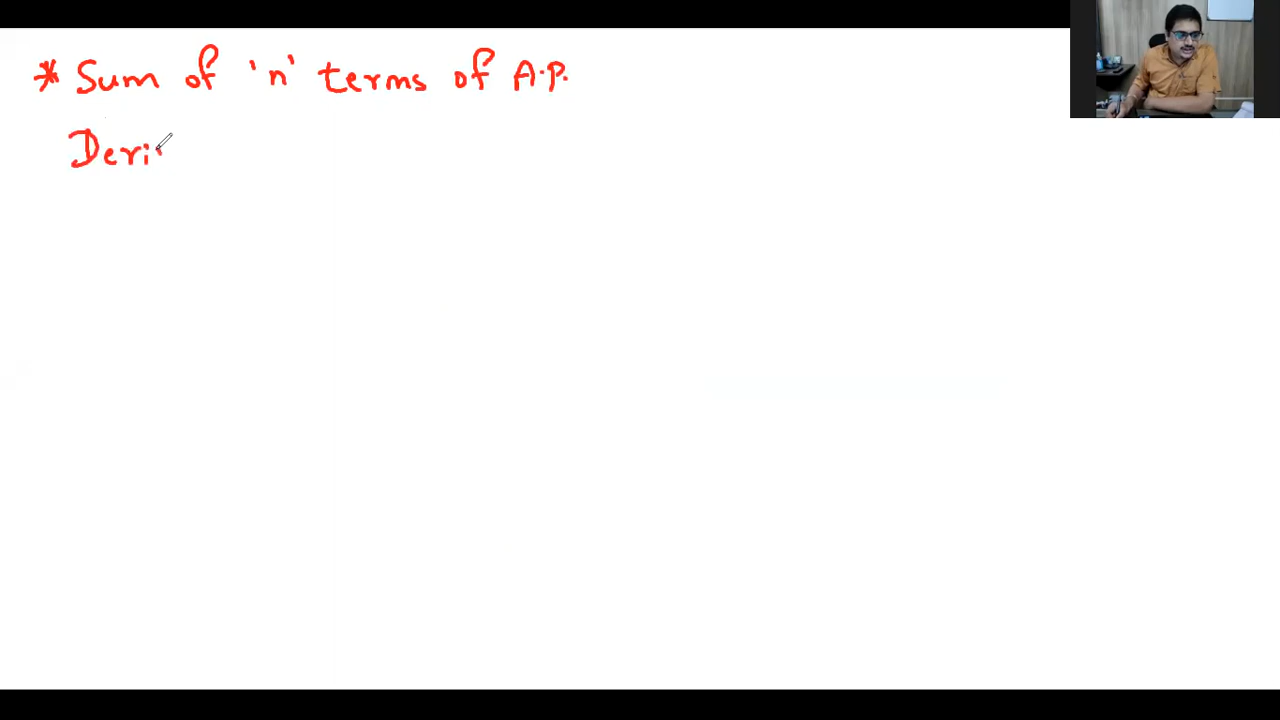 * Sum of 'n' terms of A.P.
Deri